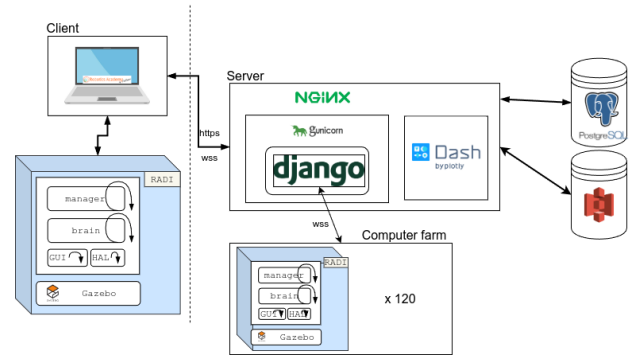 Client
RADI
manager
brain
GUI
HAL
Gazebo
https
wss
Server
NGiNX
gunicorn
django
Dash
by plotly
PostgreSQL
wss
Computer farm
RADI
manager
brain
GUI
HAL
Gazebo
x 120